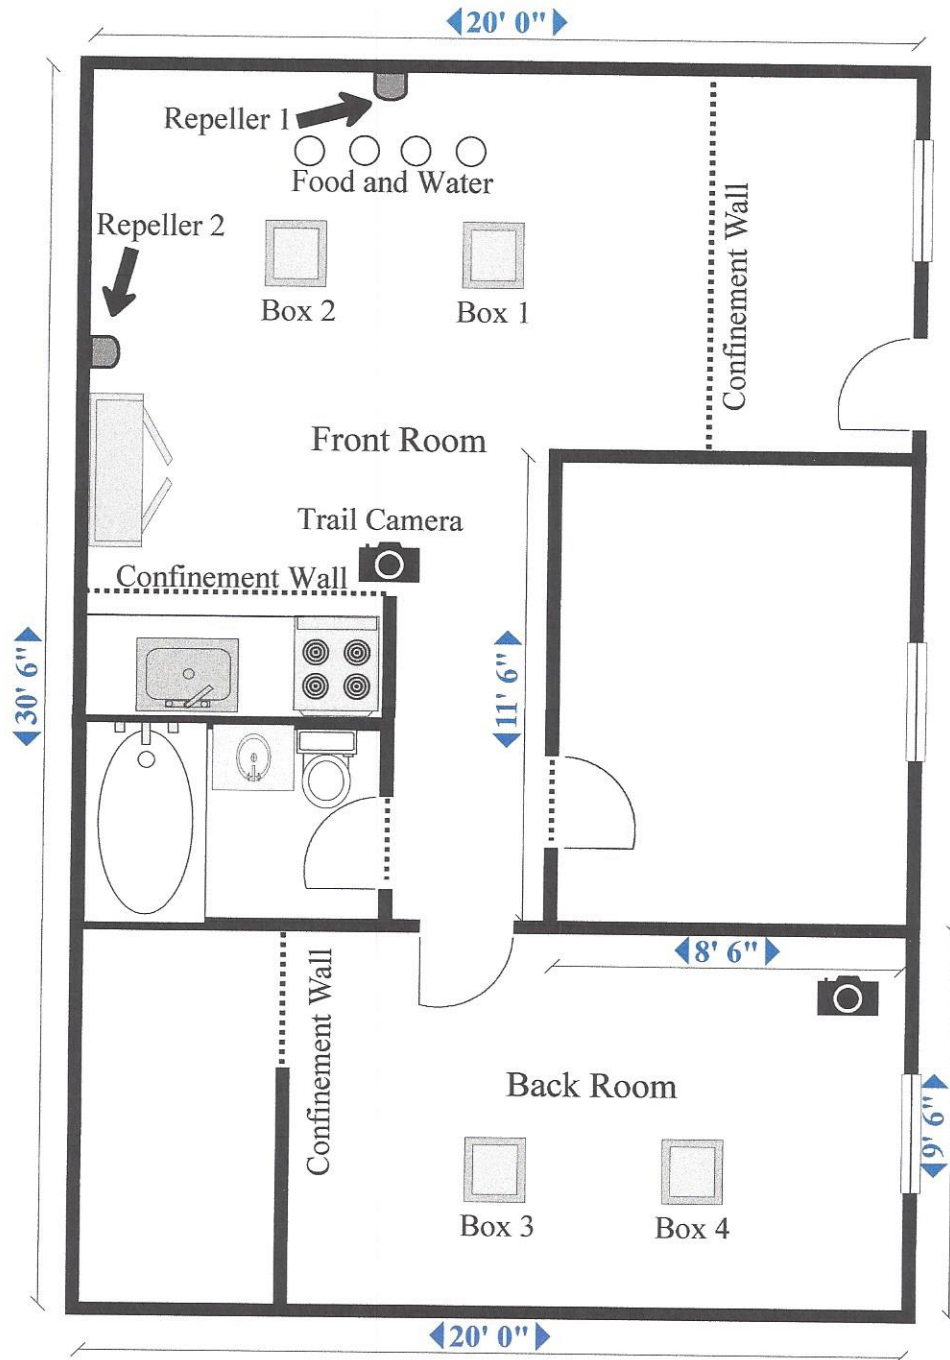 20' 0"
Repeller 1
Food and Water
Repeller 2
Confinement Wall
Box 2
Box 1
Front Room
Trail Camera
Confinement Wall
30' 6"
11' 6"
8' 6"
Confinement Wall
Back Room
9' 6"
Box 3
Box 4
20' 0"